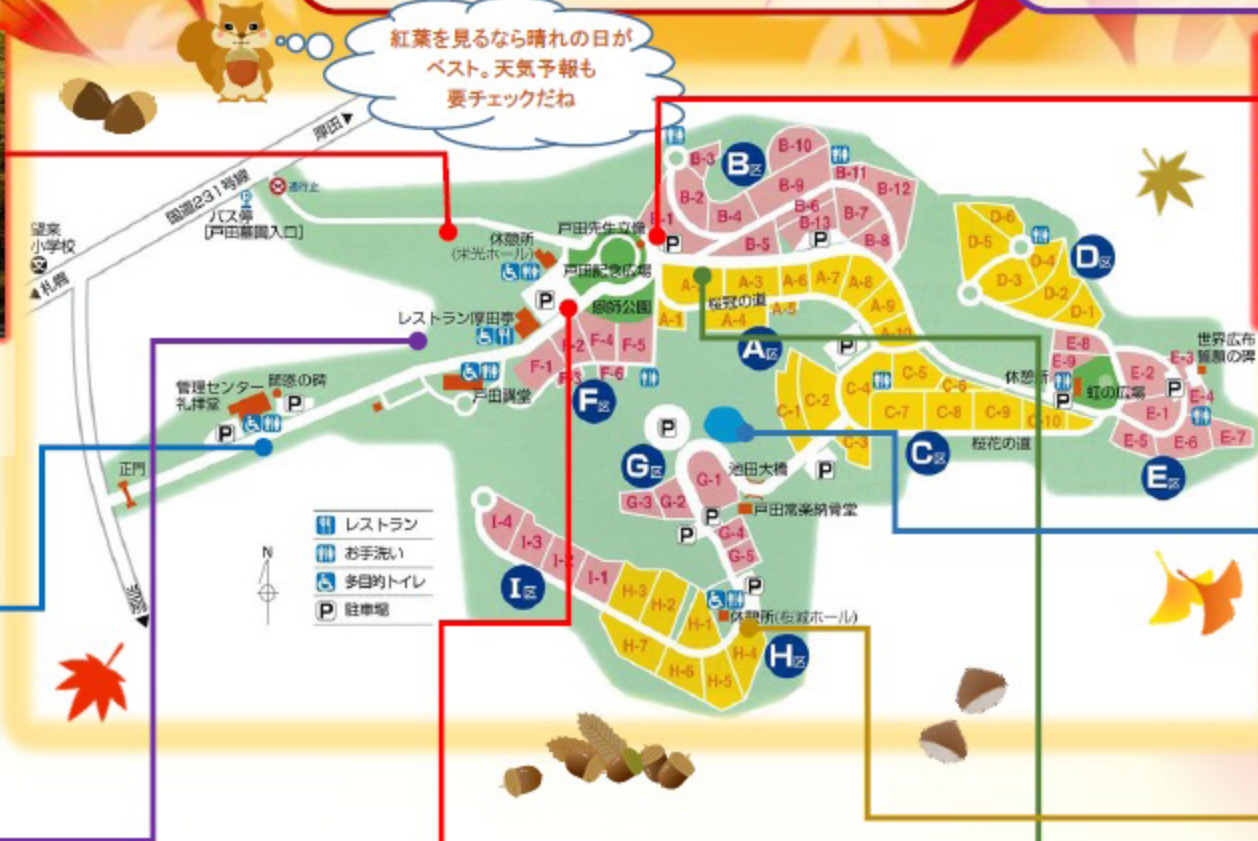 紅葉を見るなら晴れの日が
ベスト。天気予報も
要チェックだね
厚田▶
国道231号線
通行止
バス停
[戸田墓園入口]
望来
小学校
◀札幌
戸田先生立像
休憩所
(栄光ホール)
戸田記念広場
恩師公園
レストラン厚田亭
管理センター
礼拝堂
師恩の碑
戸田講堂
正門
B-3
B区
B-10
B-2
B-9
B-11
B-12
B-4
B-6
B-13
B-7
B-5
B-8
D-6
D-5
D-4
D区
D-3
D-2
D-1
A-3
A-6
A-7
A-8
桜冠の道
A-1
A-4
A-5
A-9
A-10
A区
F-2
F-4
F-5
F-1
F-3
F-6
F区
E-8
E-9
世界広布
誓願の碑
E-3
E-2
休憩所
虹の広場
E-4
E-1
E-5
E-6
E-7
E区
C-4
C-5
C-6
C-1
C-2
C-7
C-8
C-9
C-10
C-3
桜花の道
C区
G区
G-1
池田大橋
G-3
G-2
戸田常楽納骨堂
G-4
G-5
I-4
I-3
I-2
I-1
I区
H-3
H-2
H-1
休憩所(桜城ホール)
H-7
H-4
H区
H-6
H-5
N
レストラン
お手洗い
多目的トイレ
P 駐車場